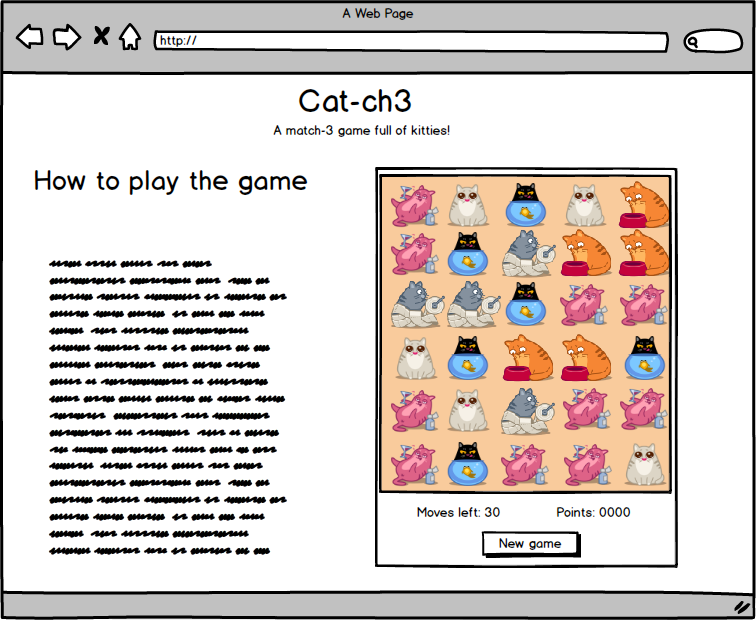 A Web Page
http://
Cat-ch3
A match-3 game full of kitties!
How to play the game
Moves left: 30
Points: 0000
New game